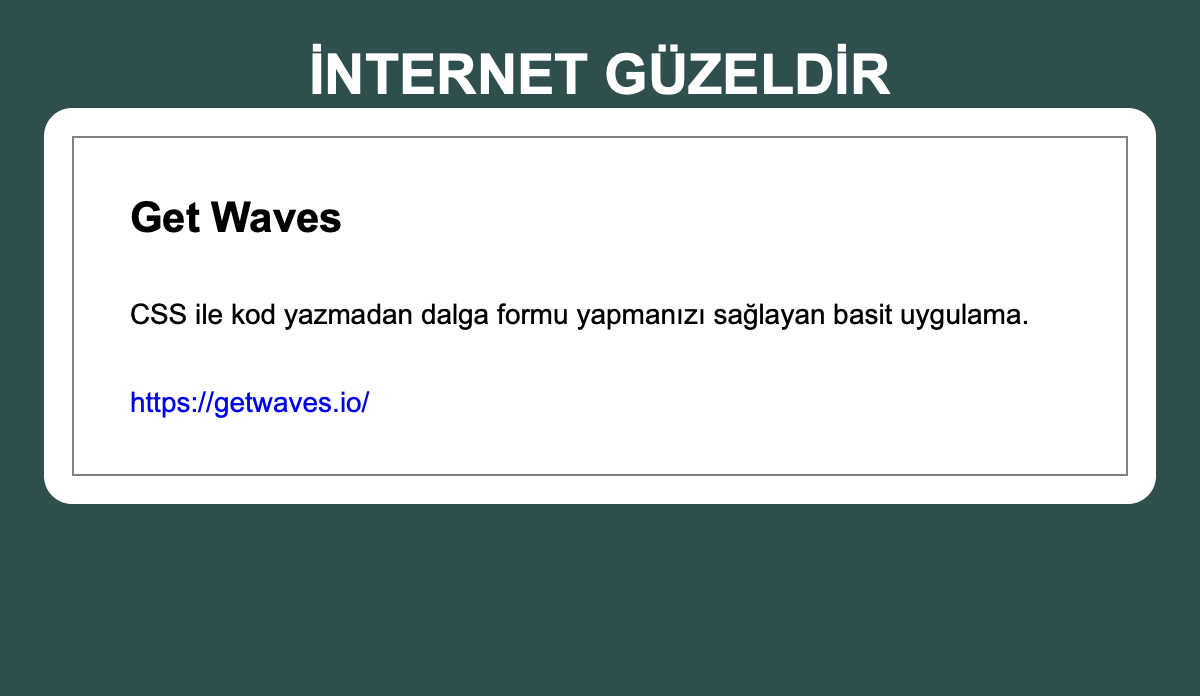 İNTERNET GÜZELDİR
Get Waves
CSS ile kod yazmadan dalga formu yapmanızı sağlayan basit uygulama.
https://getwaves.io/